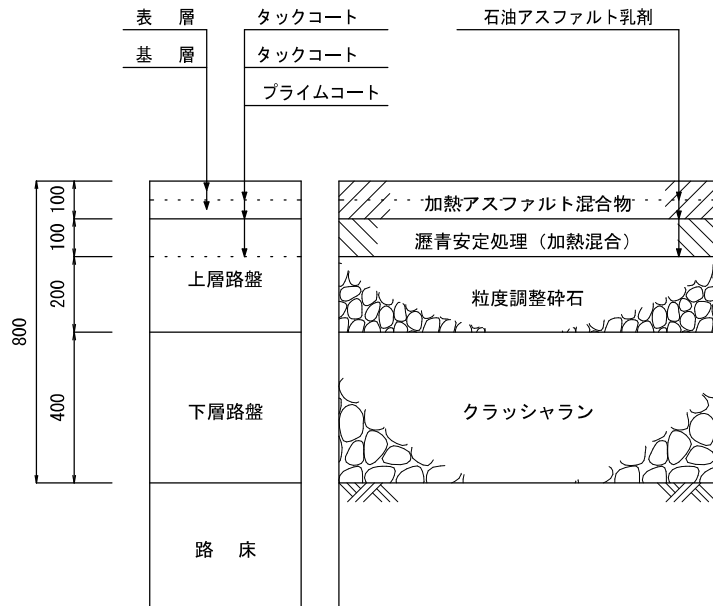 表　層
タックコート
石油アスファルト乳剤
基　層
タックコート
プライムコート
100
加熱アスファルト混合物
100
瀝青安定処理（加熱混合）
200
上層路盤
粒度調整砕石
800
400
下層路盤
クラッシャラン
路　床